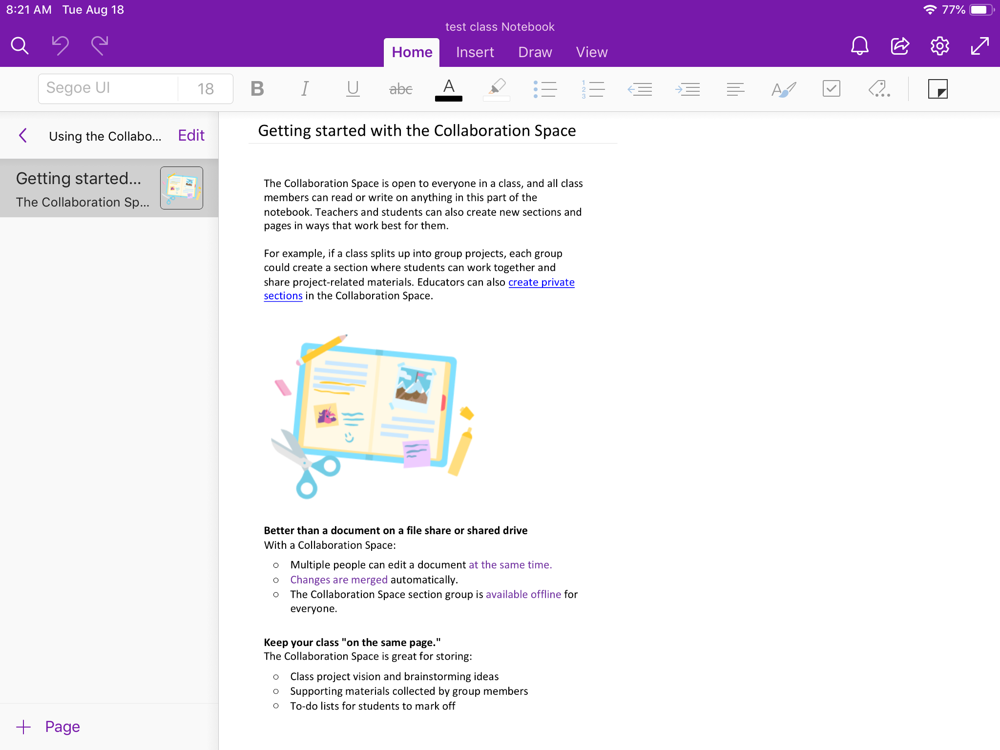 8:21 AM Tue Aug 18
77%
test class Notebook
Home Insert Draw View
Segoe UI 18 B I U abc A
1
2
3
A
Using the Collabo... Edit
Getting started...
The Collaboration Sp...
Getting started with the Collaboration Space
The Collaboration Space is open to everyone in a class, and all class
members can read or write on anything in this part of the
notebook. Teachers and students can also create new sections and
pages in ways that work best for them.
For example, if a class splits up into group projects, each group
could create a section where students can work together and
share project-related materials. Educators can also create private
sections in the Collaboration Space.
Better than a document on a file share or shared drive
With a Collaboration Space:
Multiple people can edit a document at the same time.
Changes are merged automatically.
The Collaboration Space section group is available offline for
everyone.
Keep your class "on the same page."
The Collaboration Space is great for storing:
Class project vision and brainstorming ideas
Supporting materials collected by group members
To-do lists for students to mark off
+ Page